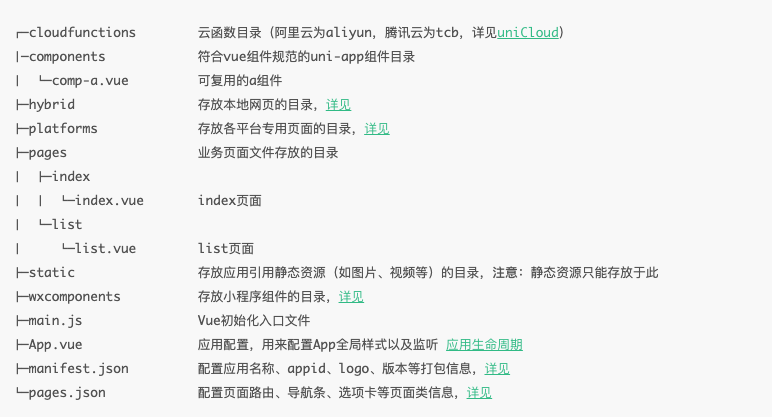 ┌─cloudfunctions 云函数目录（阿里云为aliyun，腾讯云为tcb，详见uniCloud）
│─components 符合vue组件规范的uni-app组件目录
│ └─comp-a.vue 可复用的a组件
├─hybrid 存放本地网页的目录，详见
├─platforms 存放各平台专用页面的目录，详见
├─pages 业务页面文件存放的目录
│ ├─index
│ │ └─index.vue index页面
│ └─list
│ └─list.vue list页面
├─static 存放应用引用静态资源（如图片、视频等）的目录，注意：静态资源只能存放于此
├─wxcomponents 存放小程序组件的目录，详见
├─main.js Vue初始化入口文件
├─App.vue 应用配置，用来配置App全局样式以及监听 应用生命周期
├─manifest.json 配置应用名称、appid、logo、版本等打包信息，详见
└─pages.json 配置页面路由、导航条、选项卡等页面类信息，详见